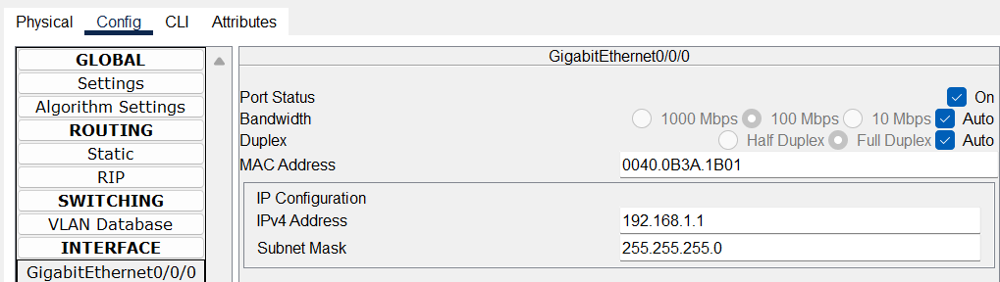 Physical Config CLI Attributes
GLOBAL
Settings
Algorithm Settings
ROUTING
Static
RIP
SWITCHING
VLAN Database
INTERFACE
GigabitEthernet0/0/0
GigabitEthernet0/0/0
Port Status On
Bandwidth 1000 Mbps 100 Mbps 10 Mbps Auto
Duplex Half Duplex Full Duplex Auto
MAC Address 0040.0B3A.1B01
IP Configuration
IPv4 Address 192.168.1.1
Subnet Mask 255.255.255.0